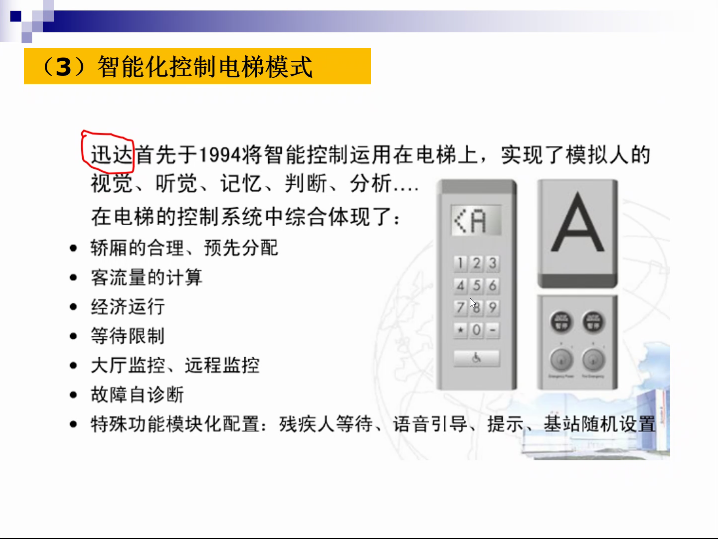 （3）智能化控制电梯模式
迅达首先于1994将智能控制运用在电梯上，实现了模拟人的
视觉、听觉、记忆、判断、分析....
在电梯的控制系统中综合体现了：
• 轿厢的合理、预先分配
• 客流量的计算
• 经济运行
• 等待限制
• 大厅监控、远程监控
• 故障自诊断
• 特殊功能模块化配置：残疾人等待、语音引导、提示、基站随机设置
<A
1 2 3
4 5 6
7 8 9
* 0 -
A
暂停 暂停